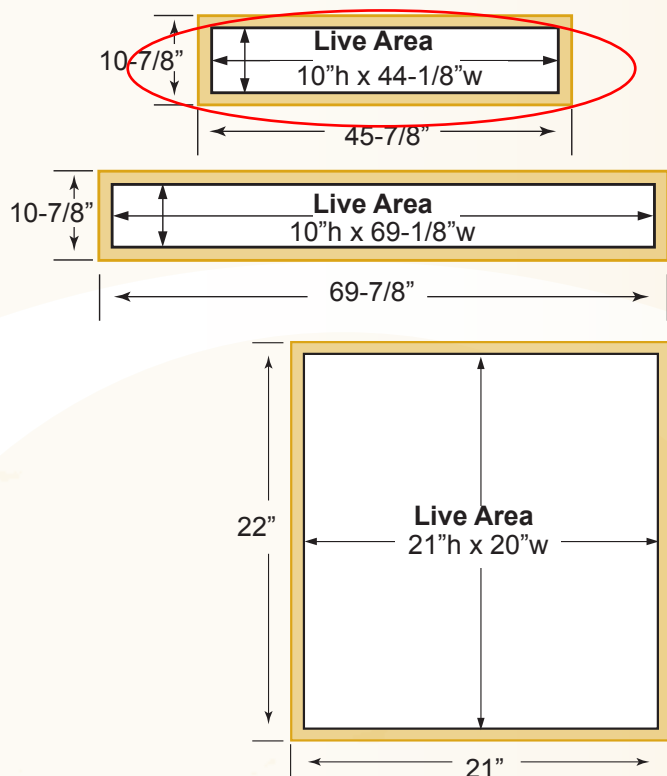 Live Area
10-7/8”
10”h x 44-1/8”w
45-7/8”
Live Area
10-7/8”
10”h x 69-1/8”w
69-7/8”
Live Area
22”
21”h x 20”w
21”